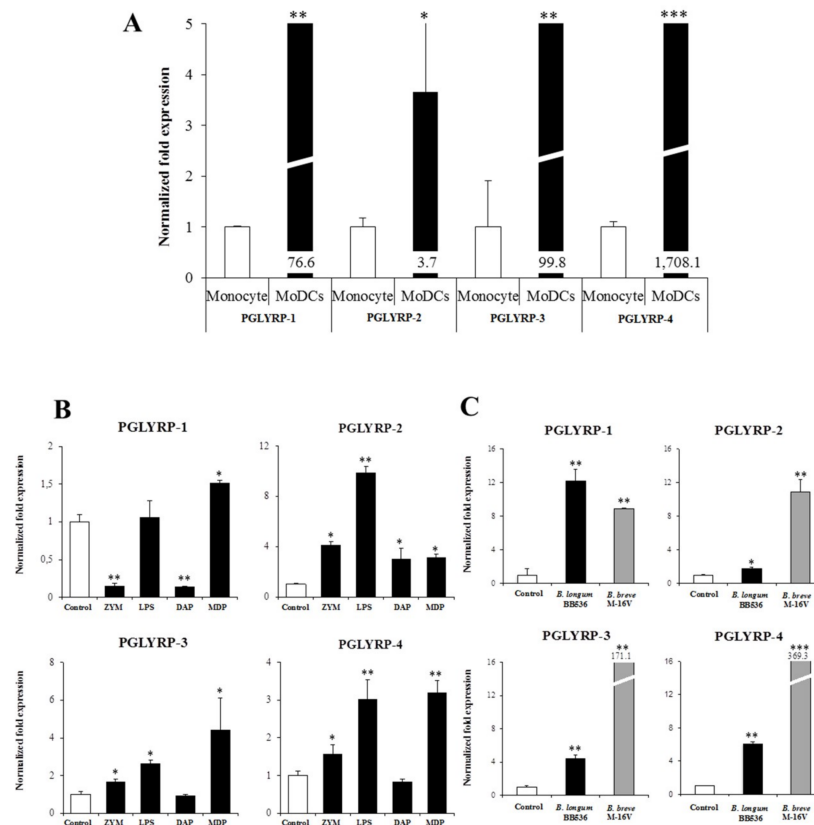 A
Normalized fold expression
5
4
3
2
1
0
** * ** ***
76.6 3.7 99.8 1,708.1
Monocyte MoDCs Monocyte MoDCs Monocyte MoDCs Monocyte MoDCs
PGLYRP-1 PGLYRP-2 PGLYRP-3 PGLYRP-4
B
PGLYRP-1
Normalized fold expression
2
1,5
1
0,5
0
** ** *
Control ZYM LPS DAP MDP
PGLYRP-2
12
8
4
0
* ** * *
Control ZYM LPS DAP MDP
PGLYRP-3
Normalized fold expression
8
6
4
2
0
* * *
Control ZYM LPS DAP MDP
PGLYRP-4
4
3
2
1
0
* ** **
Control ZYM LPS DAP MDP
C
PGLYRP-1
Normalized fold expression
16
12
8
4
0
** **
Control B. longum B. breve
BB536 M-16V
PGLYRP-2
16
12
8
4
0
* **
Control B. longum B. breve
BB536 M-16V
PGLYRP-3
Normalized fold expression
16
12
8
4
0
** **
171.1
Control B. longum B. breve
BB536 M-16V
PGLYRP-4
16
12
8
4
0
** ***
369.3
Control B. longum B. breve
BB536 M-16V